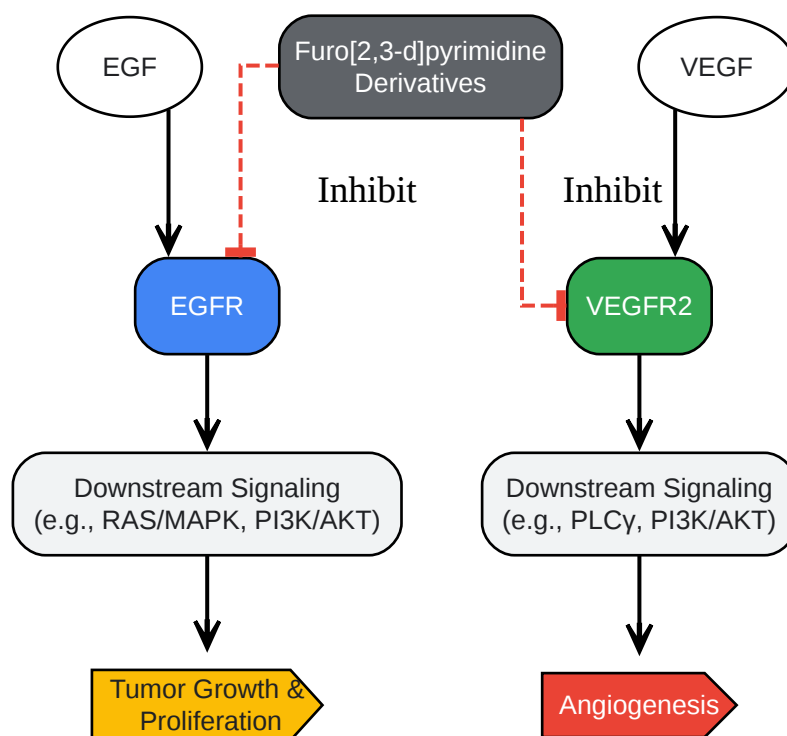 EGF
Furo[2,3-d]pyrimidine
Derivatives
VEGF
Inhibit
Inhibit
EGFR
VEGFR2
Downstream Signaling
(e.g., RAS/MAPK, PI3K/AKT)
Downstream Signaling
(e.g., PLCγ, PI3K/AKT)
Tumor Growth &
Proliferation
Angiogenesis